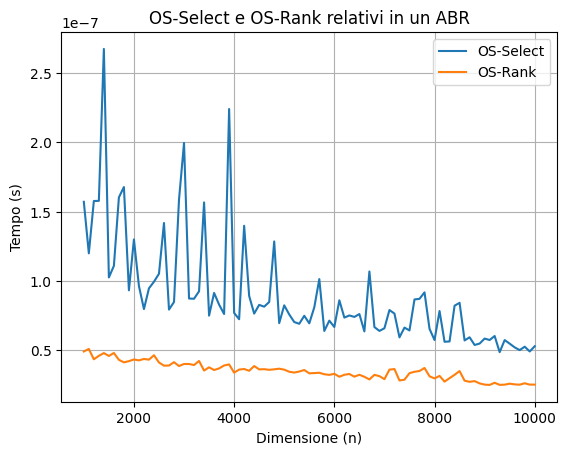 OS-Select e OS-Rank relativi in un ABR
1e−7
OS-Select
OS-Rank
2.5
2.0
1.5
1.0
0.5
Tempo (s)
2000 4000 6000 8000 10000
Dimensione (n)